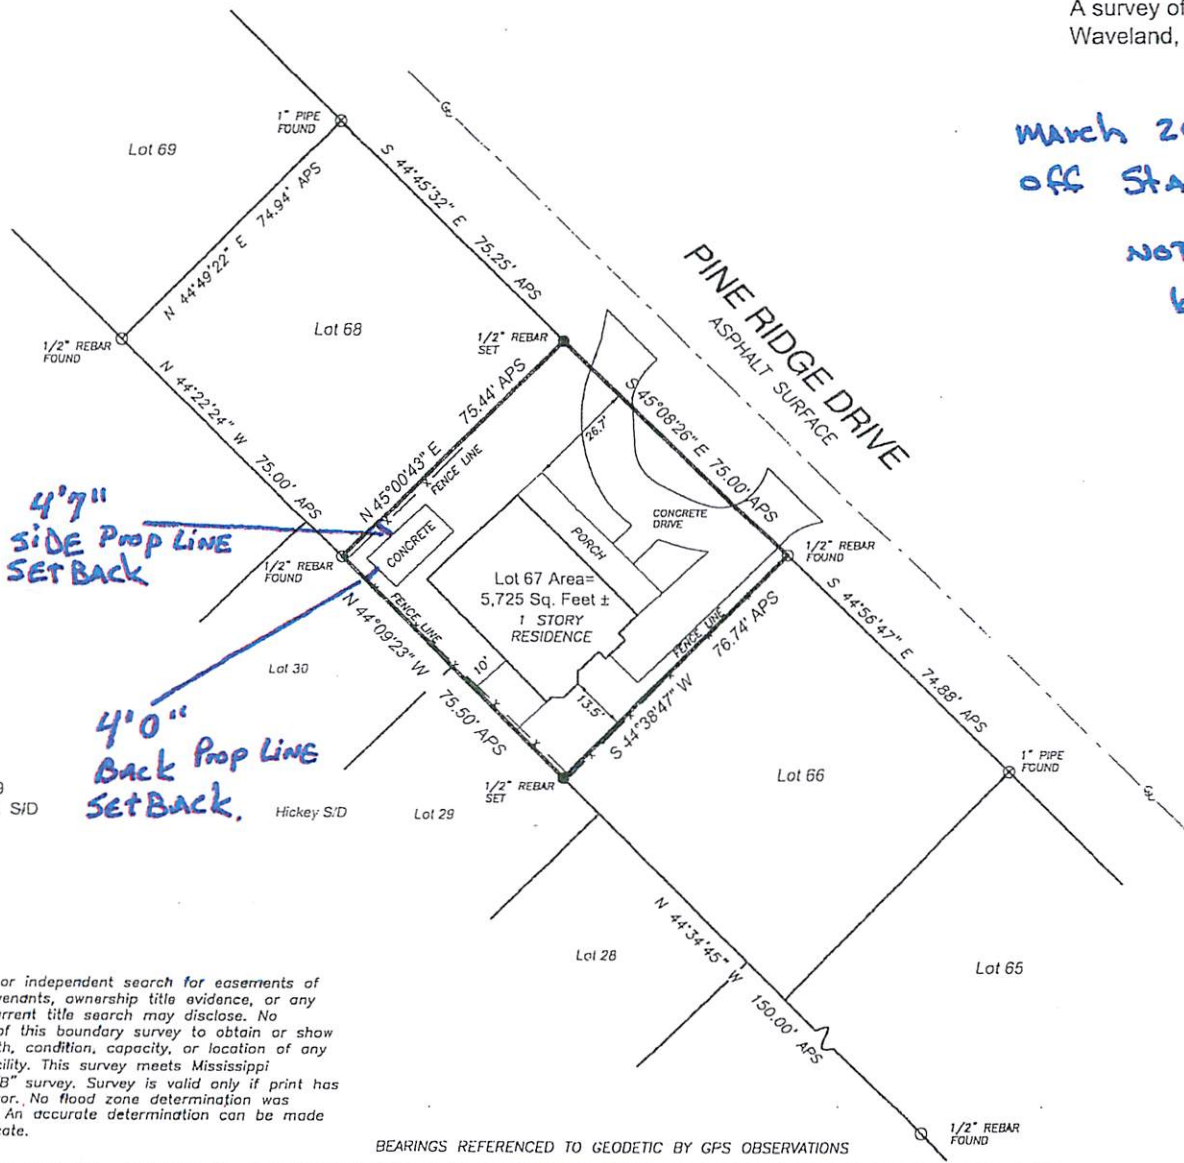 A survey of
Waveland,
MARCH
OFF
1" PIPE
FOUND
Lot 69
S 44°45'32" E 75.25' APS
N 44°49'22" E 74.94' APS
Lot 68
1/2" REBAR
FOUND
1/2" REBAR
SET
PINE RIDGE DRIVE
ASPHALT SURFACE
N 44°22'24" W 75.00' APS
N 45°00'43" E 75.44' APS
FENCE LINE
S 45°08'26" E 75.00' APS
26.7'
4'7"
SIDE PROP LINE
SETBACK
CONCRETE
PORCH
CONCRETE
DRIVE
1/2" REBAR
FOUND
1/2" REBAR
FOUND
Lot 67 Area=
5,725 Sq. Feet ±
1 STORY
RESIDENCE
FENCE LINE
N 44°09'23" W 75.50' APS
FENCE LINE
S 44°38'47" W 76.74' APS
10'
13.5'
S 44°56'47" E 74.88' APS
Lot 30
4'0"
BACK PROP LINE
SETBACK.
S/D
Hickey S/D
Lot 29
1/2" REBAR
SET
Lot 66
1" PIPE
FOUND
Lot 28
N 44°34'45" W 150.00' APS
Lot 65
or independent search for easements of
venants, ownership title evidence, or any
rrent title search may disclose. No
of this boundary survey to obtain or show
th, condition, capacity, or location of any
cility. This survey meets Mississippi
"B" survey. Survey is valid only if print has
or. No flood zone determination was
An accurate determination can be made
cate.
1/2" REBAR
FOUND
BEARINGS REFERENCED TO GEODETIC BY GPS OBSERVATIONS